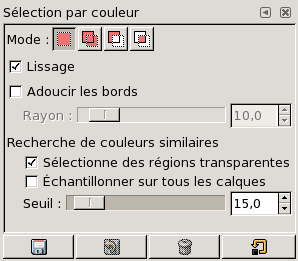 Sélection par couleur
Mode :
Lissage
Adoucir les bords
Rayon : 10,0
Recherche de couleurs similaires
Sélectionne des régions transparentes
Échantillonner sur tous les calques
Seuil : 15,0